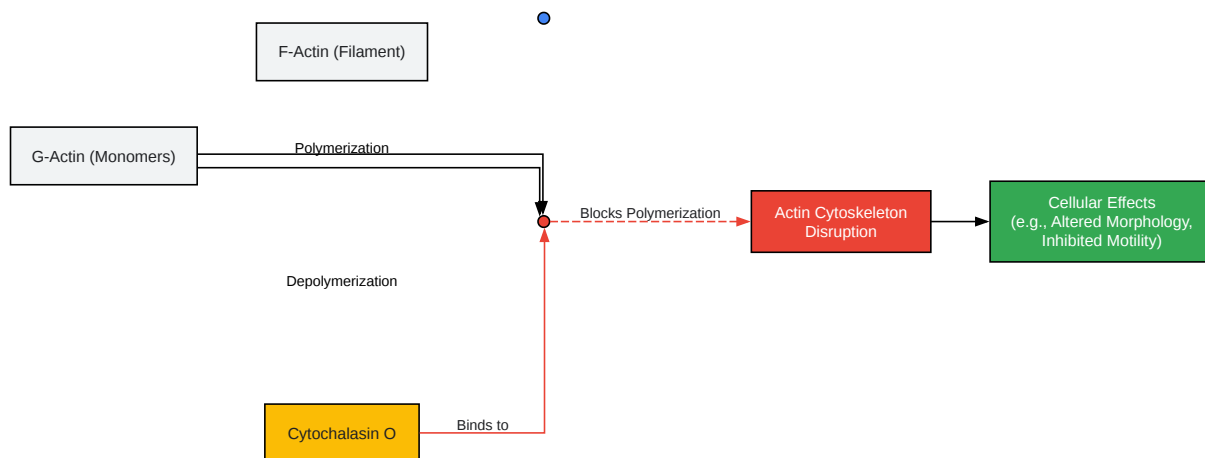 F-Actin (Filament)
G-Actin (Monomers)
Polymerization
Blocks Polymerization
Actin Cytoskeleton
Disruption
Cellular Effects
(e.g., Altered Morphology,
Inhibited Motility)
Depolymerization
Cytochalasin O
Binds to